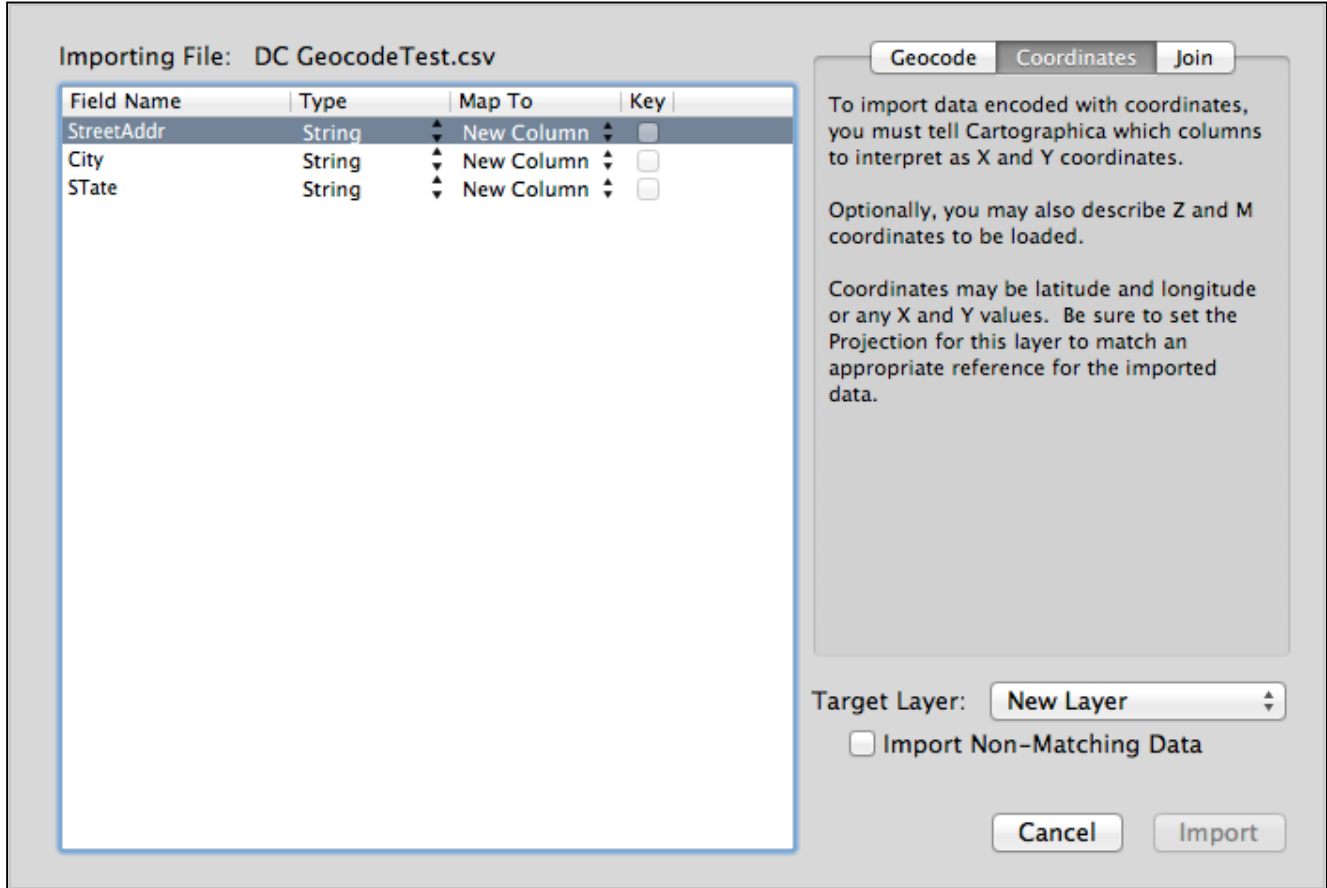 Importing File: DC GeocodeTest.csv
Field Name Type Map To Key
StreetAddr String New Column
City String New Column
STate String New Column
Geocode Coordinates Join
To import data encoded with coordinates,
you must tell Cartographica which columns
to interpret as X and Y coordinates.
Optionally, you may also describe Z and M
coordinates to be loaded.
Coordinates may be latitude and longitude
or any X and Y values. Be sure to set the
Projection for this layer to match an
appropriate reference for the imported
data.
Target Layer: New Layer
Import Non-Matching Data
Cancel Import